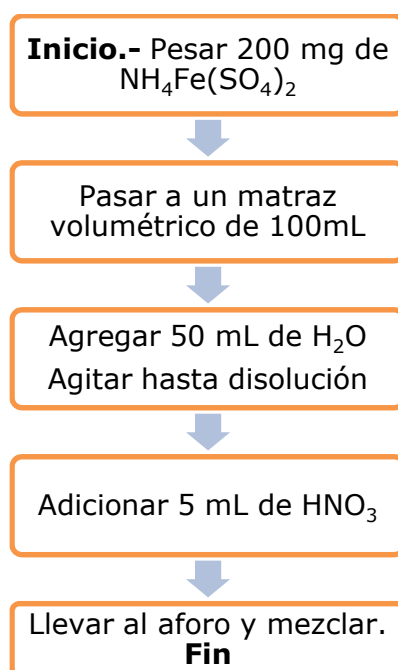 Inicio.- Pesar 200 mg de
NH₄Fe(SO₄)₂
Pasar a un matraz
volumétrico de 100mL
Agregar 50 mL de H₂O
Agitar hasta disolución
Adicionar 5 mL de HNO₃
Llevar al aforo y mezclar.
Fin